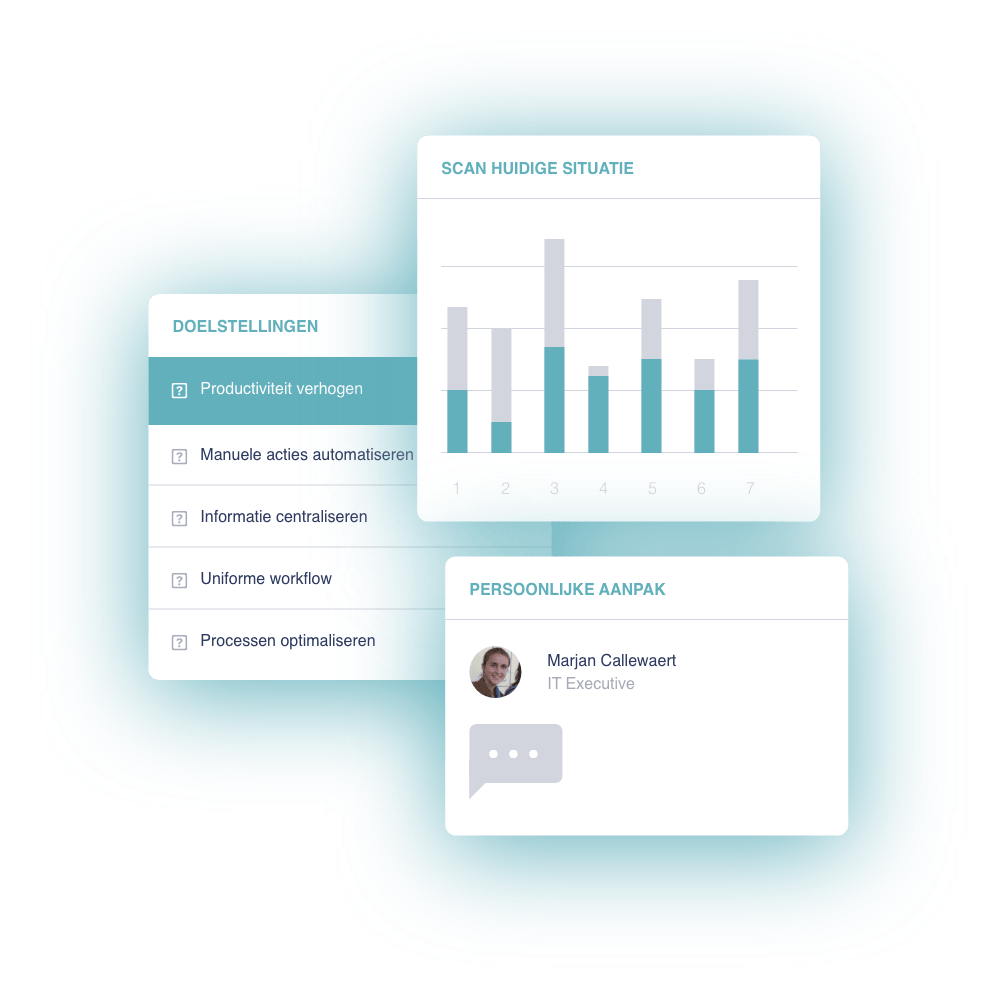 SCAN HUIDIGE SITUATIE
1 2 3 4 5 6 7
DOELSTELLINGEN
Productiviteit verhogen
Manuele acties automatiseren
Informatie centraliseren
Uniforme workflow
Processen optimaliseren
PERSOONLIJKE AANPAK
Marjan Callewaert
IT Executive